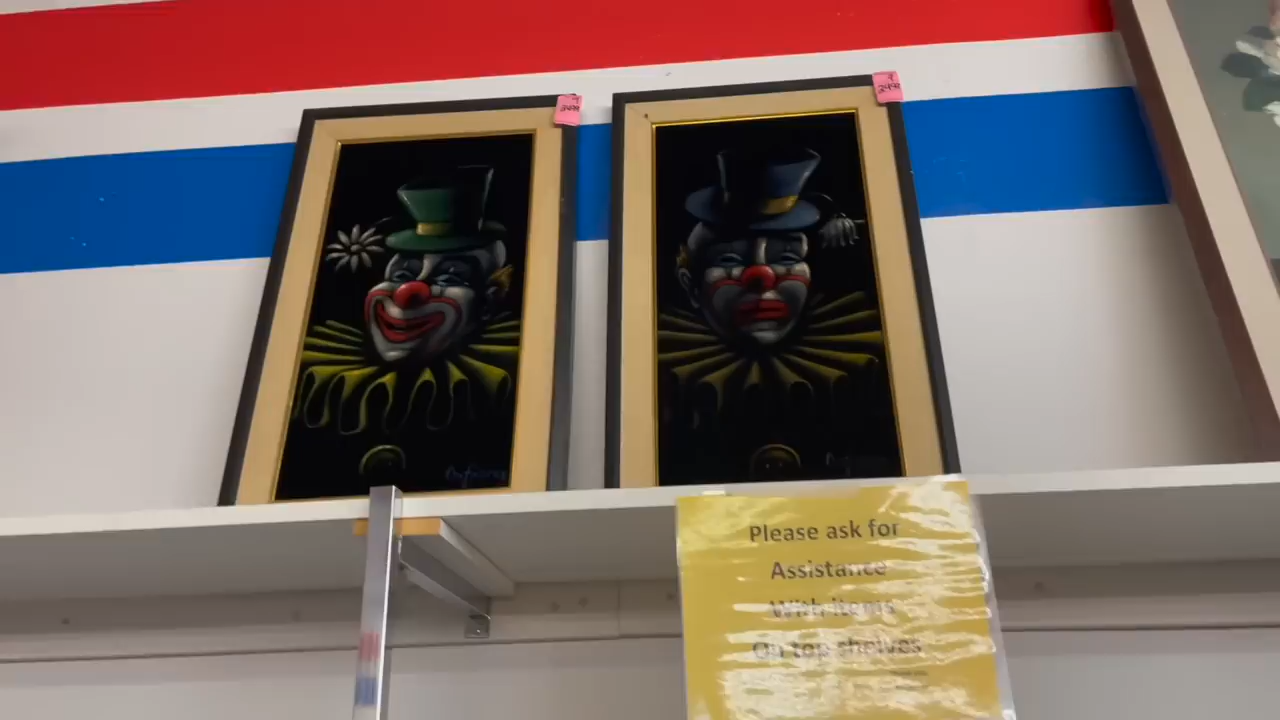 Please ask for
Assistance
With items
On top shelves